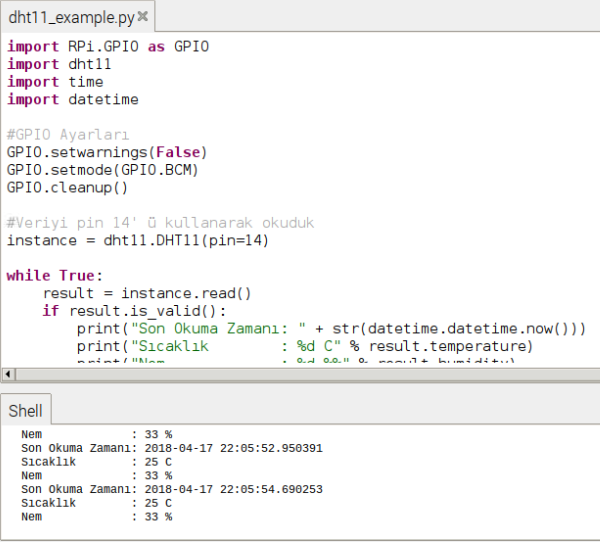 dht11_example.py
import RPi.GPIO as GPIO
import dht11
import time
import datetime
#GPIO Ayarları
GPIO.setwarnings(False)
GPIO.setmode(GPIO.BCM)
GPIO.cleanup()
#Veriyi pin 14' ü kullanarak okuduk
instance = dht11.DHT11(pin=14)
while True:
    result = instance.read()
    if result.is_valid():
        print("Son Okuma Zamanı: " + str(datetime.datetime.now()))
        print("Sıcaklık        : %d C" % result.temperature)
        print("Nem             : %d %%" % result.humidity)
Shell
Nem             : 33 %
Son Okuma Zamanı: 2018-04-17 22:05:52.950391
Sıcaklık        : 25 C
Nem             : 33 %
Son Okuma Zamanı: 2018-04-17 22:05:54.690253
Sıcaklık        : 25 C
Nem             : 33 %